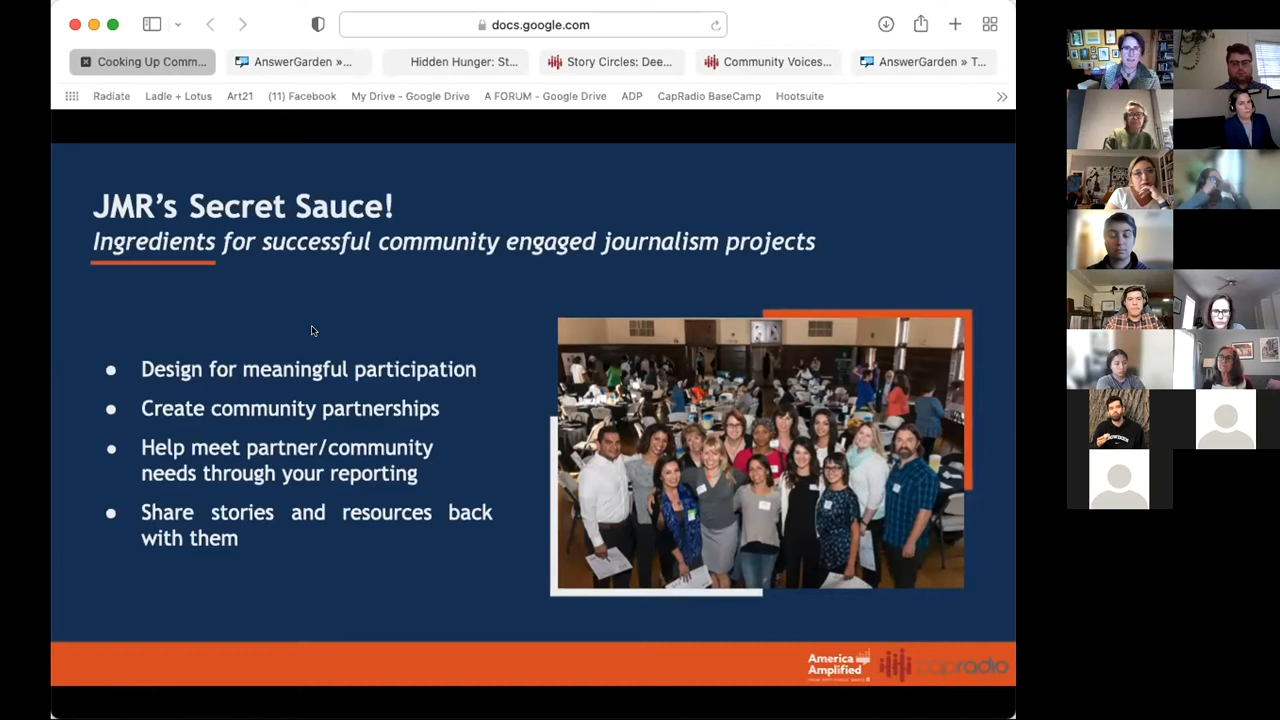 docs.google.com
Cooking Up Comm...
AnswerGarden »...
Hidden Hunger: St...
Story Circles: Dee...
Community Voices...
AnswerGarden » T...
Radiate
Ladle + Lotus
Art21
(11) Facebook
My Drive - Google Drive
A FORUM - Google Drive
ADP
CapRadio BaseCamp
Hootsuite
JMR's Secret Sauce!
Ingredients for successful community engaged journalism projects
● Design for meaningful participation
● Create community partnerships
● Help meet partner/community
needs through your reporting
● Share stories and resources back
with them
America
Amplified
capradio